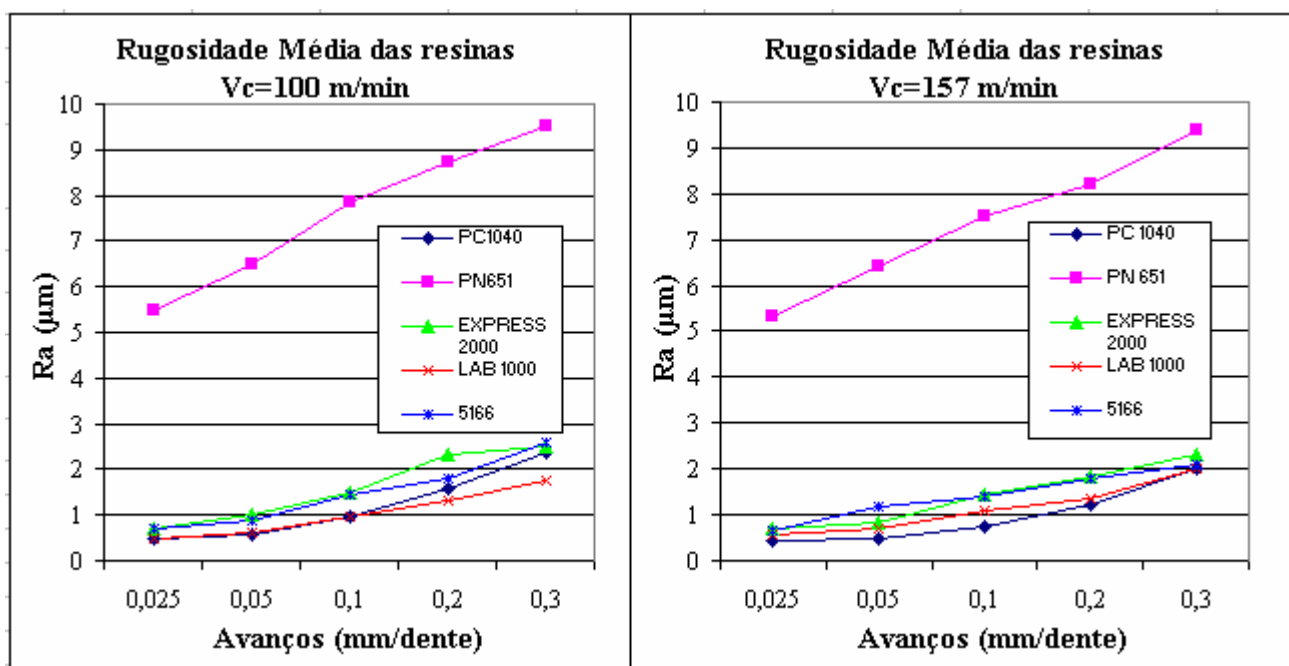 Rugosidade Média das resinas
Vc=100 m/min
10
9
8
7
6
5
4
3
2
1
0
Ra (µm)
PC1040
PN651
EXPRESS
2000
LAB 1000
5166
0,025 0,05 0,1 0,2 0,3
Avanços (mm/dente)
Rugosidade Média das resinas
Vc=157 m/min
10
9
8
7
6
5
4
3
2
1
0
Ra (µm)
PC 1040
PN 651
EXPRESS
2000
LAB 1000
5166
0,025 0,05 0,1 0,2 0,3
Avanços (mm/dente)